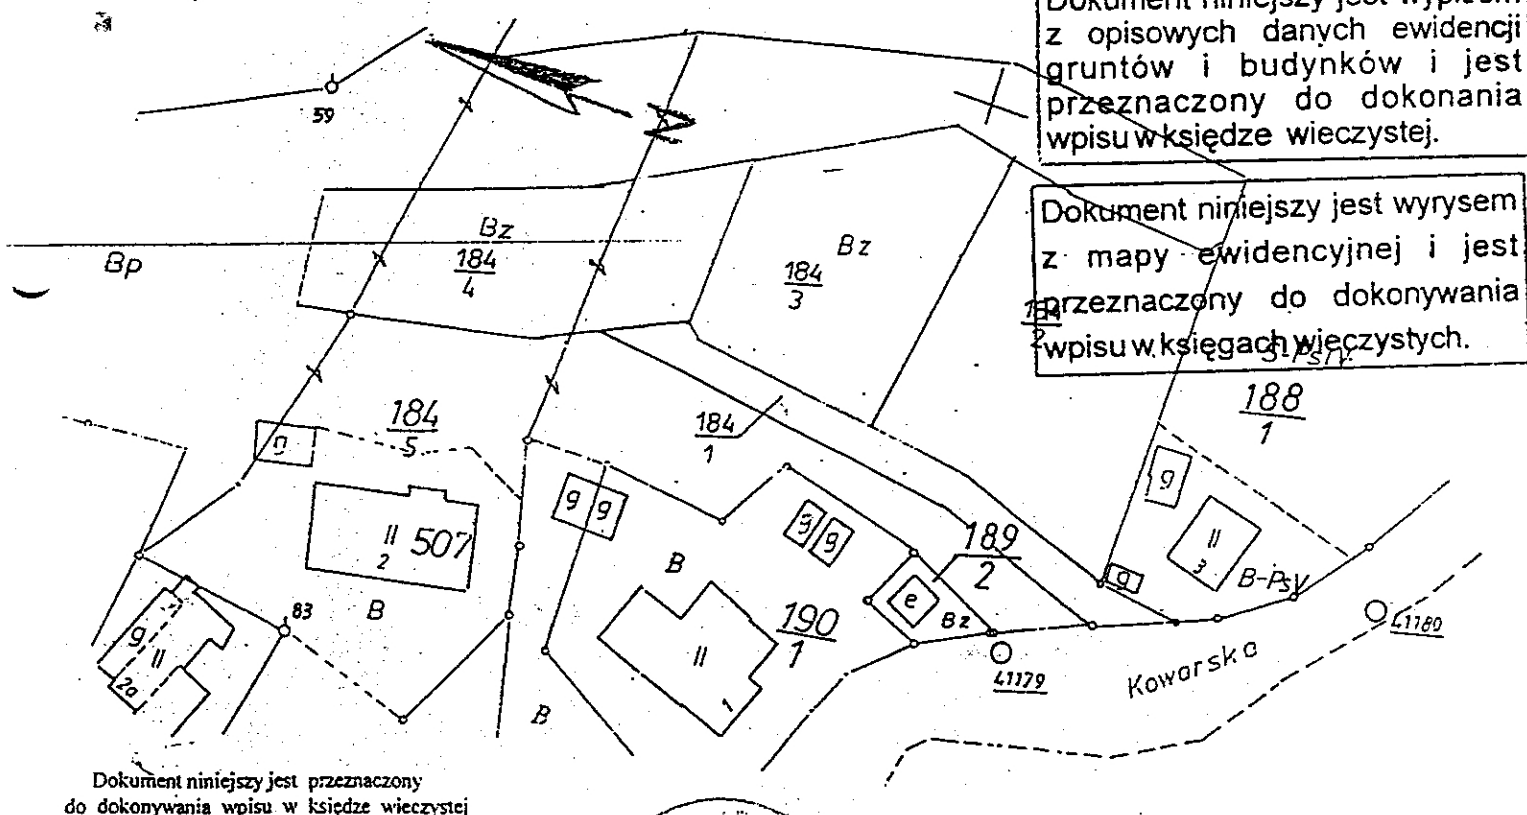 Dokument niniejszy jest wypisem
z opisowych danych ewidencji
gruntów i budynków i jest
przeznaczony do dokonania
wpisu w księdze wieczystej.
59
N
Dokument niniejszy jest wyrysem
z mapy ewidencyjnej i jest
przeznaczony do dokonywania
wpisu w księgach wieczystych.
Bz
184
4
Bz
184
3
Bp
184
2
S-PsIV
188
1
184
5
184
1
g
g
g
g
g
g
II
2
507
189
2
II
3
g
B-PsV
B
B
83
e
Bz
190
1
II
1
41179
41180
Kowarska
g
II
2a
B
Dokument niniejszy jest przeznaczony
do dokonywania wpisu w księdze wieczystej